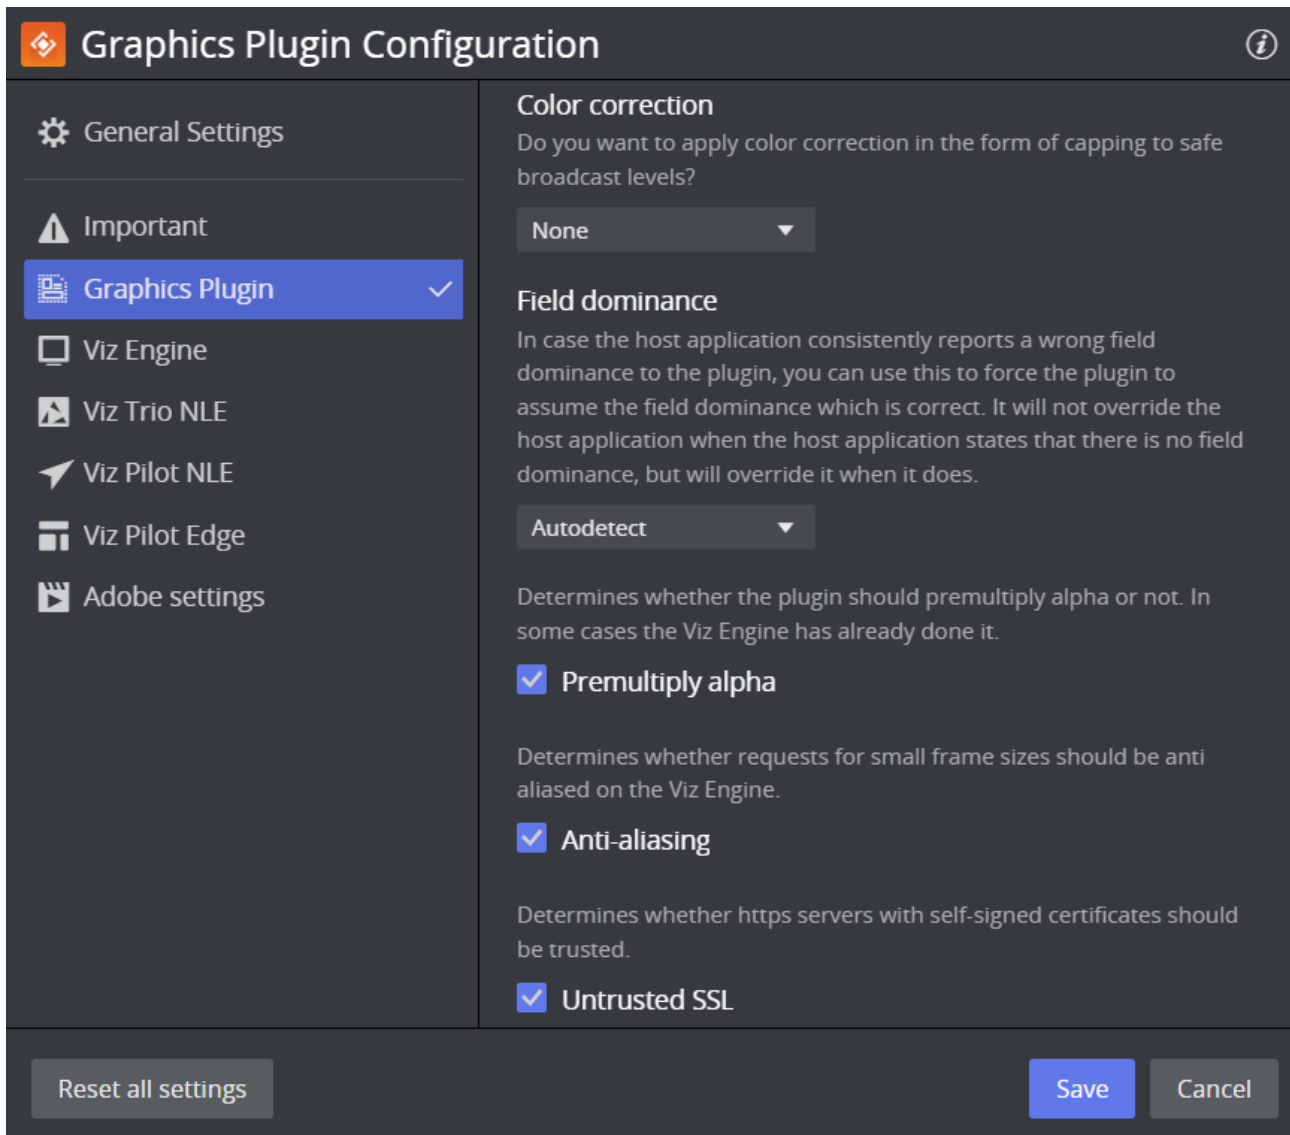 Graphics Plugin Configuration
General Settings
Important
Graphics Plugin
Viz Engine
Viz Trio NLE
Viz Pilot NLE
Viz Pilot Edge
Adobe settings
Color correction
Do you want to apply color correction in the form of capping to safe
broadcast levels?
None
Field dominance
In case the host application consistently reports a wrong field
dominance to the plugin, you can use this to force the plugin to
assume the field dominance which is correct. It will not override the
host application when the host application states that there is no field
dominance, but will override it when it does.
Autodetect
Determines whether the plugin should premultiply alpha or not. In
some cases the Viz Engine has already done it.
Premultiply alpha
Determines whether requests for small frame sizes should be anti
aliased on the Viz Engine.
Anti-aliasing
Determines whether https servers with self-signed certificates should
be trusted.
Untrusted SSL
Reset all settings
Save
Cancel